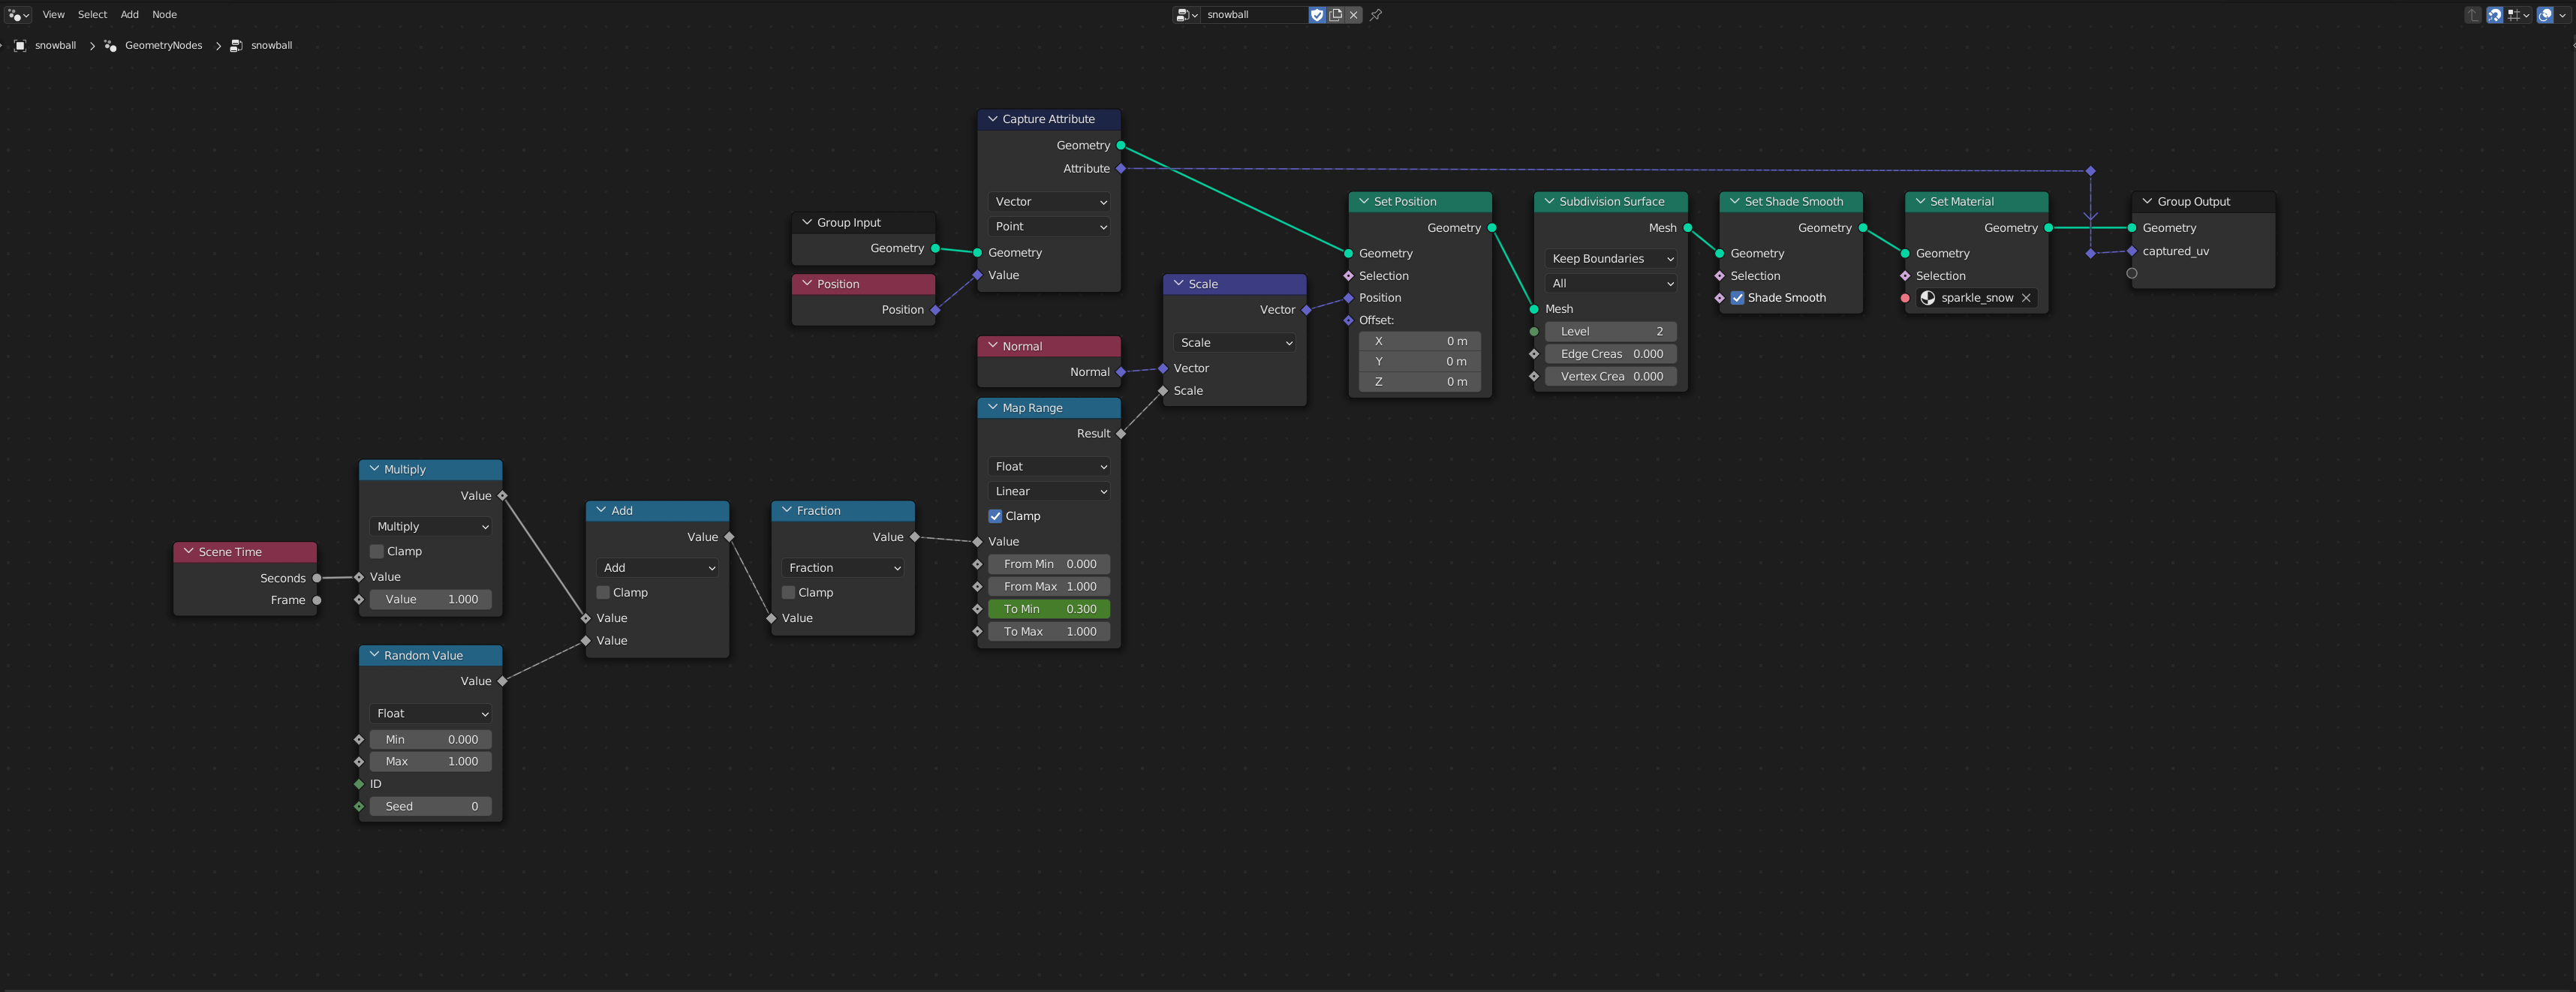 View Select Add Node
snowball
snowball > GeometryNodes > snowball
Capture Attribute
Geometry
Attribute
Vector
Point
Geometry
Value
Group Input
Geometry
Position
Position
Normal
Normal
Scale
Vector
Scale
Vector
Scale
Map Range
Result
Float
Linear
Clamp
Value
From Min 0.000
From Max 1.000
To Min 0.300
To Max 1.000
Set Position
Geometry
Geometry
Selection
Position
Offset:
X 0 m
Y 0 m
Z 0 m
Subdivision Surface
Mesh
Keep Boundaries
All
Mesh
Level 2
Edge Creas 0.000
Vertex Crea 0.000
Set Shade Smooth
Geometry
Geometry
Selection
Shade Smooth
Set Material
Geometry
Geometry
Selection
sparkle_snow
Group Output
Geometry
captured_uv
Scene Time
Seconds
Frame
Multiply
Value
Multiply
Clamp
Value
Value 1.000
Random Value
Value
Float
Min 0.000
Max 1.000
ID
Seed 0
Add
Value
Add
Clamp
Value
Value
Fraction
Value
Fraction
Clamp
Value